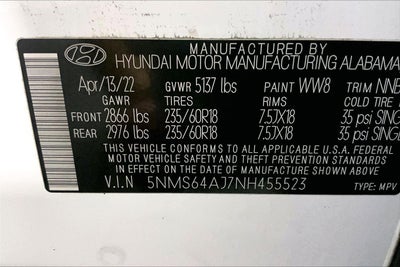 MANUFACTURED BY
HYUNDAI MOTOR MANUFACTURING ALABAMA
Apr/13/22 GVWR 5137 lbs PAINT WW8 TRIM NNB
GAWR TIRES RIMS
FRONT 2866 lbs 235/60R18 7.5JX18 35 psi SINGL
REAR 2976 lbs 235/60R18 7.5JX18 35 psi SINGL
THIS VEHICLE CONFORMS TO ALL APPLICABLE U.S.A. FEDERAL
MOTOR VEHICLE SAFETY AND THEFT PREVENTION STANDARDS
IN EFFECT ON THE DATE OF MANUFACTURE SHOWN ABOVE.
V.I.N 5NMS64AJ7NH455523 TYPE: MPV